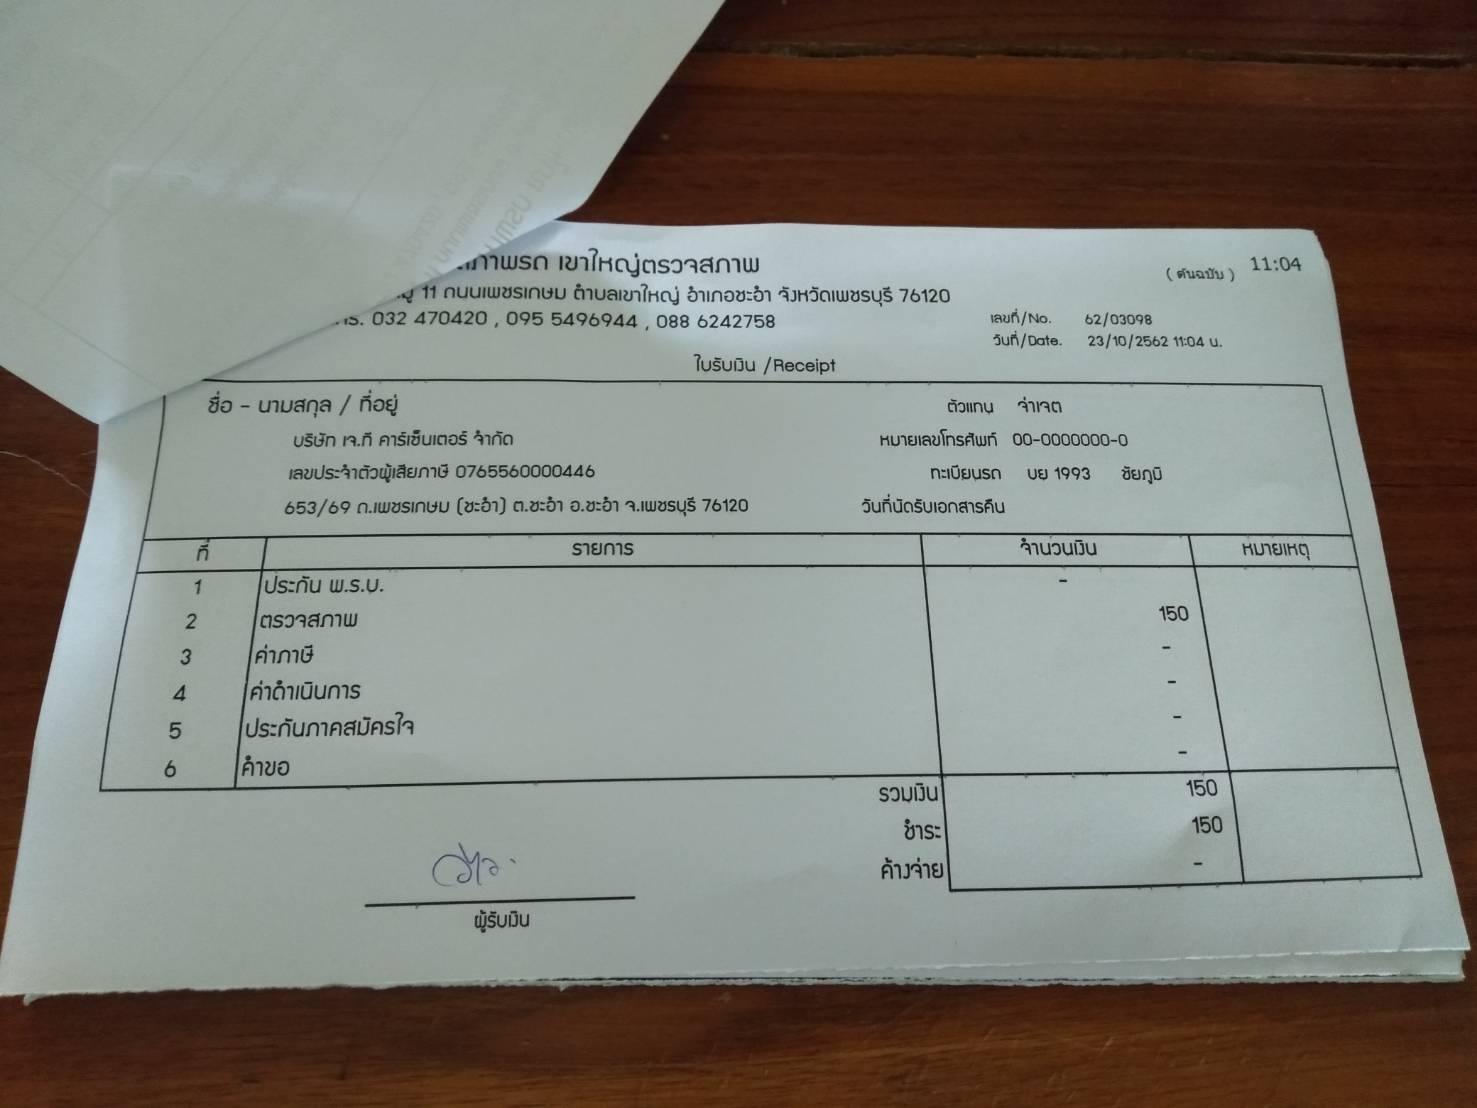 ภาพรถ เขาใหญ่ตรวจสภาพ
( ต้นฉบับ ) 11:04
11 ถนนเพชรเกษม ตำบลเขาใหญ่ อำเภอชะอำ จังหวัดเพชรบุรี 76120
032 470420 , 095 5496944 , 088 6242758
เลขที่/No. 62/03098
วันที่/Date. 23/10/2562 11:04 น.
ใบรับเงิน /Receipt
ชื่อ - นามสกุล / ที่อยู่ ตัวแทน จ่าเจต
บริษัท เจ.ที คาร์เซ็นเตอร์ จำกัด หมายเลขโทรศัพท์ 00-0000000-0
เลขประจำตัวผู้เสียภาษี 0765560000446 ทะเบียนรถ บย 1993 ชัยภูมิ
653/69 ถ.เพชรเกษม (ชะอำ) ต.ชะอำ อ.ชะอำ จ.เพชรบุรี 76120 วันที่นัดรับเอกสารคืน
ที่ รายการ จำนวนเงิน หมายเหตุ
1 ประกัน พ.ร.บ. -
2 ตรวจสภาพ 150
3 ค่าภาษี -
4 ค่าดำเนินการ -
5 ประกันภาคสมัครใจ -
6 คำขอ -
รวมเงิน 150
ชำระ 150
ค้างจ่าย -
ผู้รับเงิน